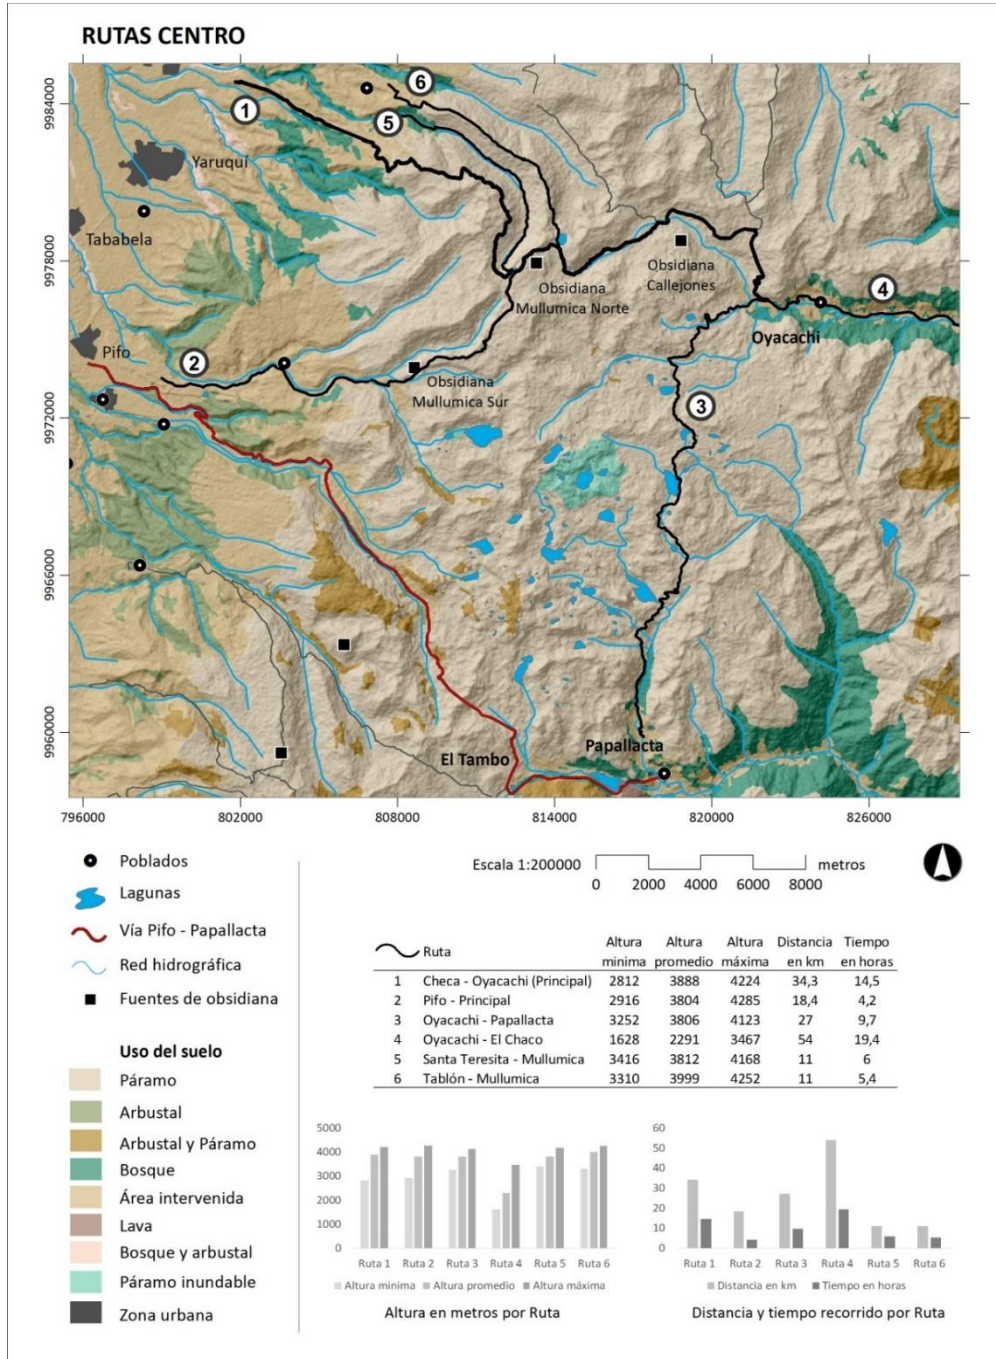 RUTAS CENTRO
9984000
9978000
9972000
9966000
9960000
6
1
5
Yaruquí
Tababela
Obsidiana
Callejones
Obsidiana
Mullumica Norte
4
Oyacachi
Pifo
2
Obsidiana
Mullumica Sur
3
El Tambo
Papallacta
796000 802000 808000 814000 820000 826000
Poblados
Lagunas
Vía Pifo - Papallacta
Red hidrográfica
Fuentes de obsidiana
Uso del suelo
Páramo
Arbustal
Arbustal y Páramo
Bosque
Área intervenida
Lava
Bosque y arbustal
Páramo inundable
Zona urbana
Escala 1:200000 metros
0 2000 4000 6000 8000
Ruta Altura minima Altura promedio Altura máxima Distancia en km Tiempo en horas
1 Checa - Oyacachi (Principal) 2812 3888 4224 34,3 14,5
2 Pifo - Principal 2916 3804 4285 18,4 4,2
3 Oyacachi - Papallacta 3252 3806 4123 27 9,7
4 Oyacachi - El Chaco 1628 2291 3467 54 19,4
5 Santa Teresita - Mullumica 3416 3812 4168 11 6
6 Tablón - Mullumica 3310 3999 4252 11 5,4
5000
4000
3000
2000
1000
0
Ruta 1 Ruta 2 Ruta 3 Ruta 4 Ruta 5 Ruta 6
Altura minima Altura promedio Altura máxima
Altura en metros por Ruta
60
50
40
30
20
10
0
Ruta 1 Ruta 2 Ruta 3 Ruta 4 Ruta 5 Ruta 6
Distancia en km Tiempo en horas
Distancia y tiempo recorrido por Ruta